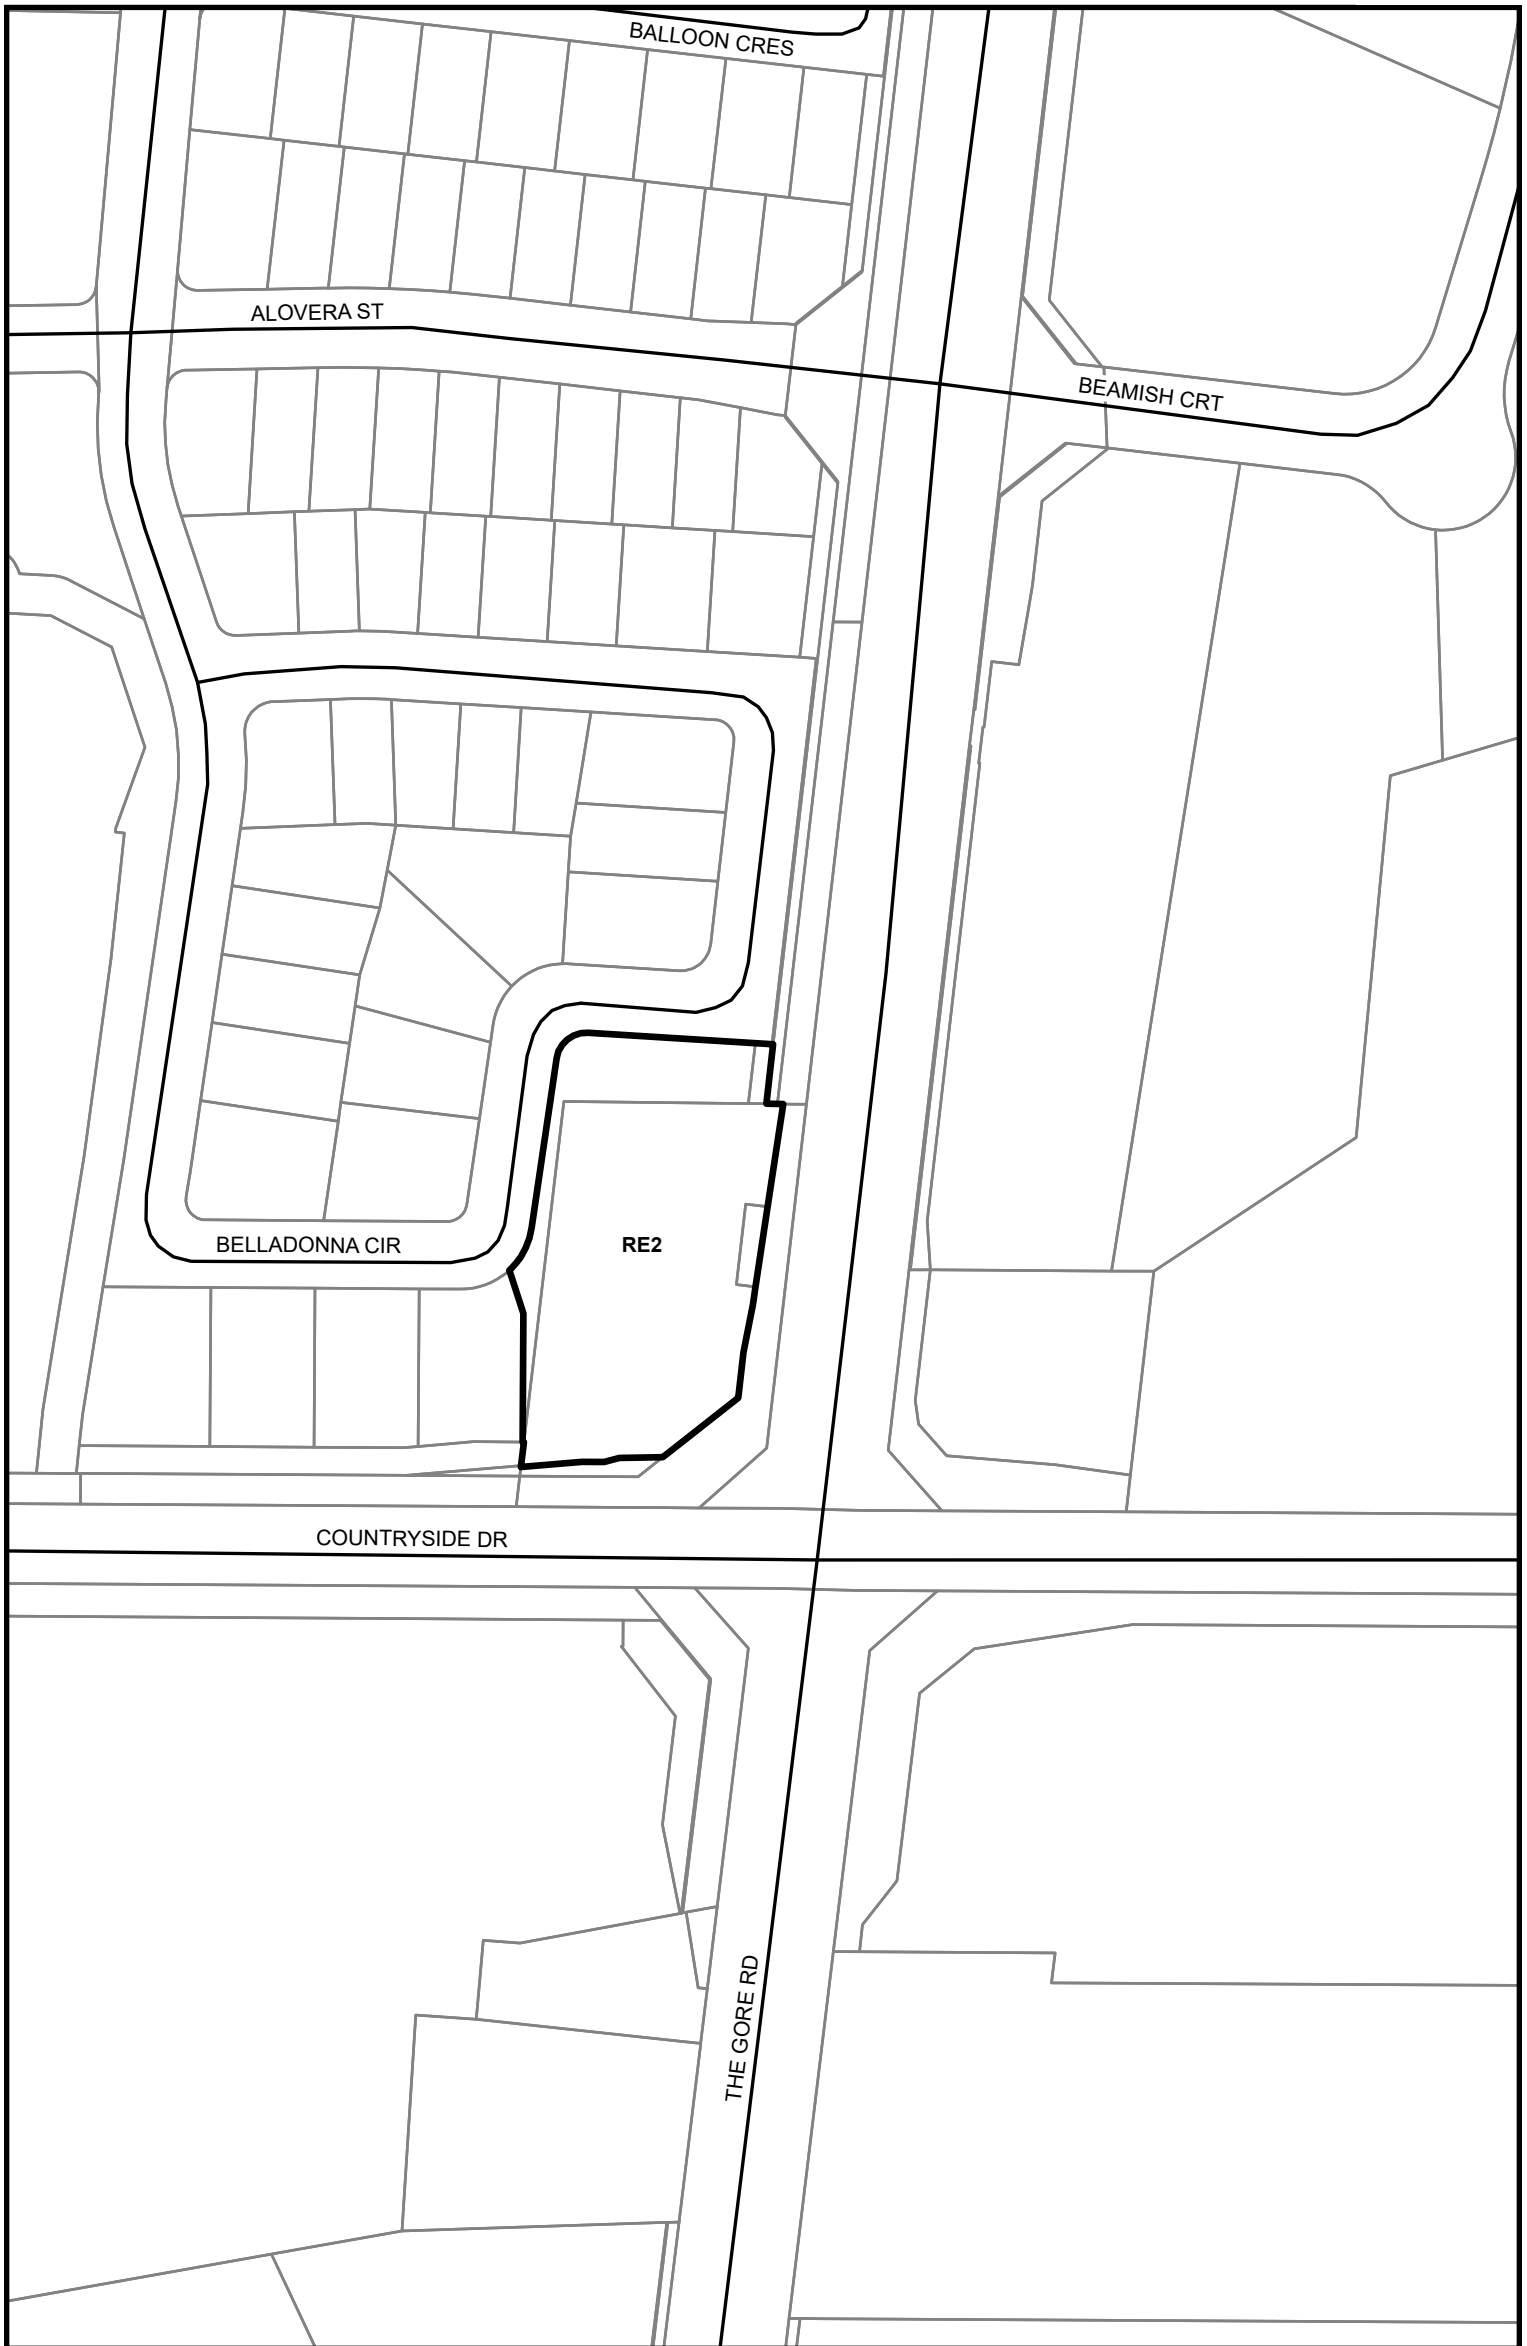 BALLOON CRES
ALOVERA ST
BEAMISH CRT
BELLADONNA CIR
RE2
COUNTRYSIDE DR
THE GORE RD